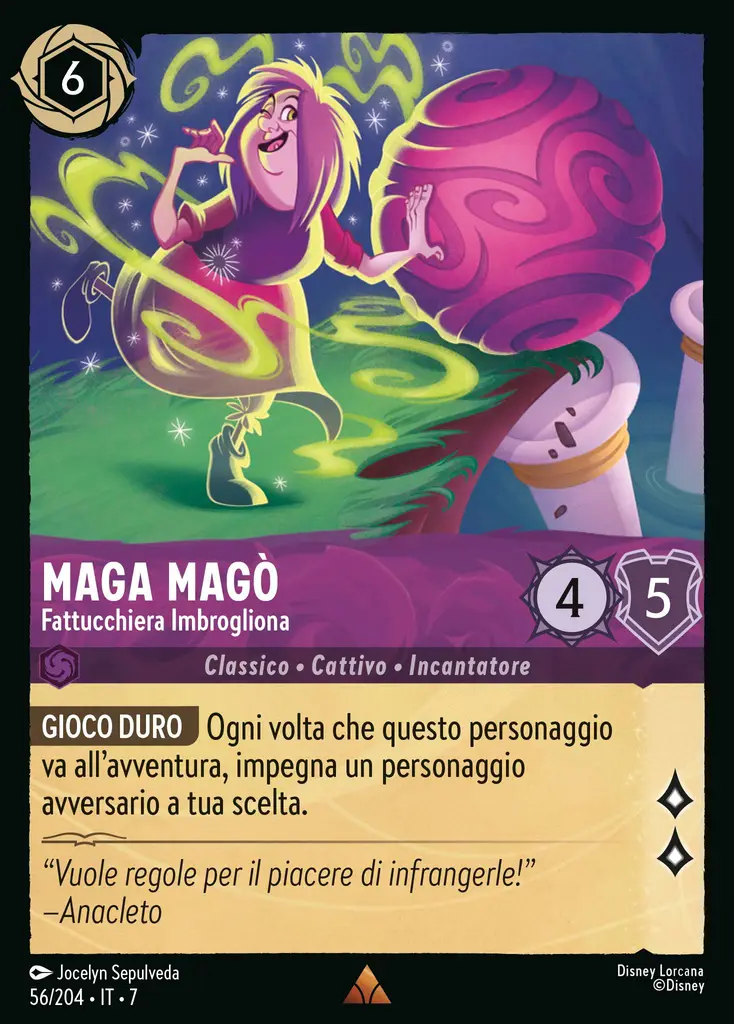 6
MAGA MAGÒ
Fattucchiera Imbrogliona
4
5
Classico • Cattivo • Incantatore
GIOCO DURO Ogni volta che questo personaggio
va all’avventura, impegna un personaggio
avversario a tua scelta.
“Vuole regole per il piacere di infrangerle!”
–Anacleto
Jocelyn Sepulveda
56/204 • IT • 7
Disney Lorcana
©Disney